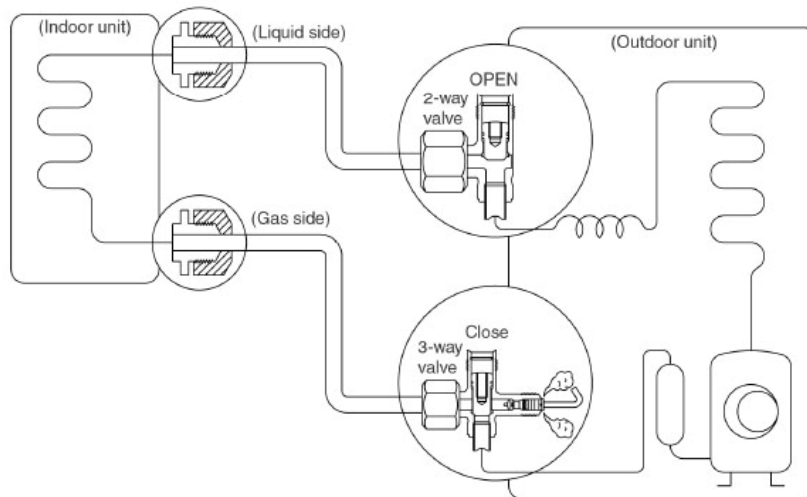 (Indoor unit)
(Liquid side)
(Outdoor unit)
OPEN
2-way
valve
(Gas side)
Close
3-way
valve